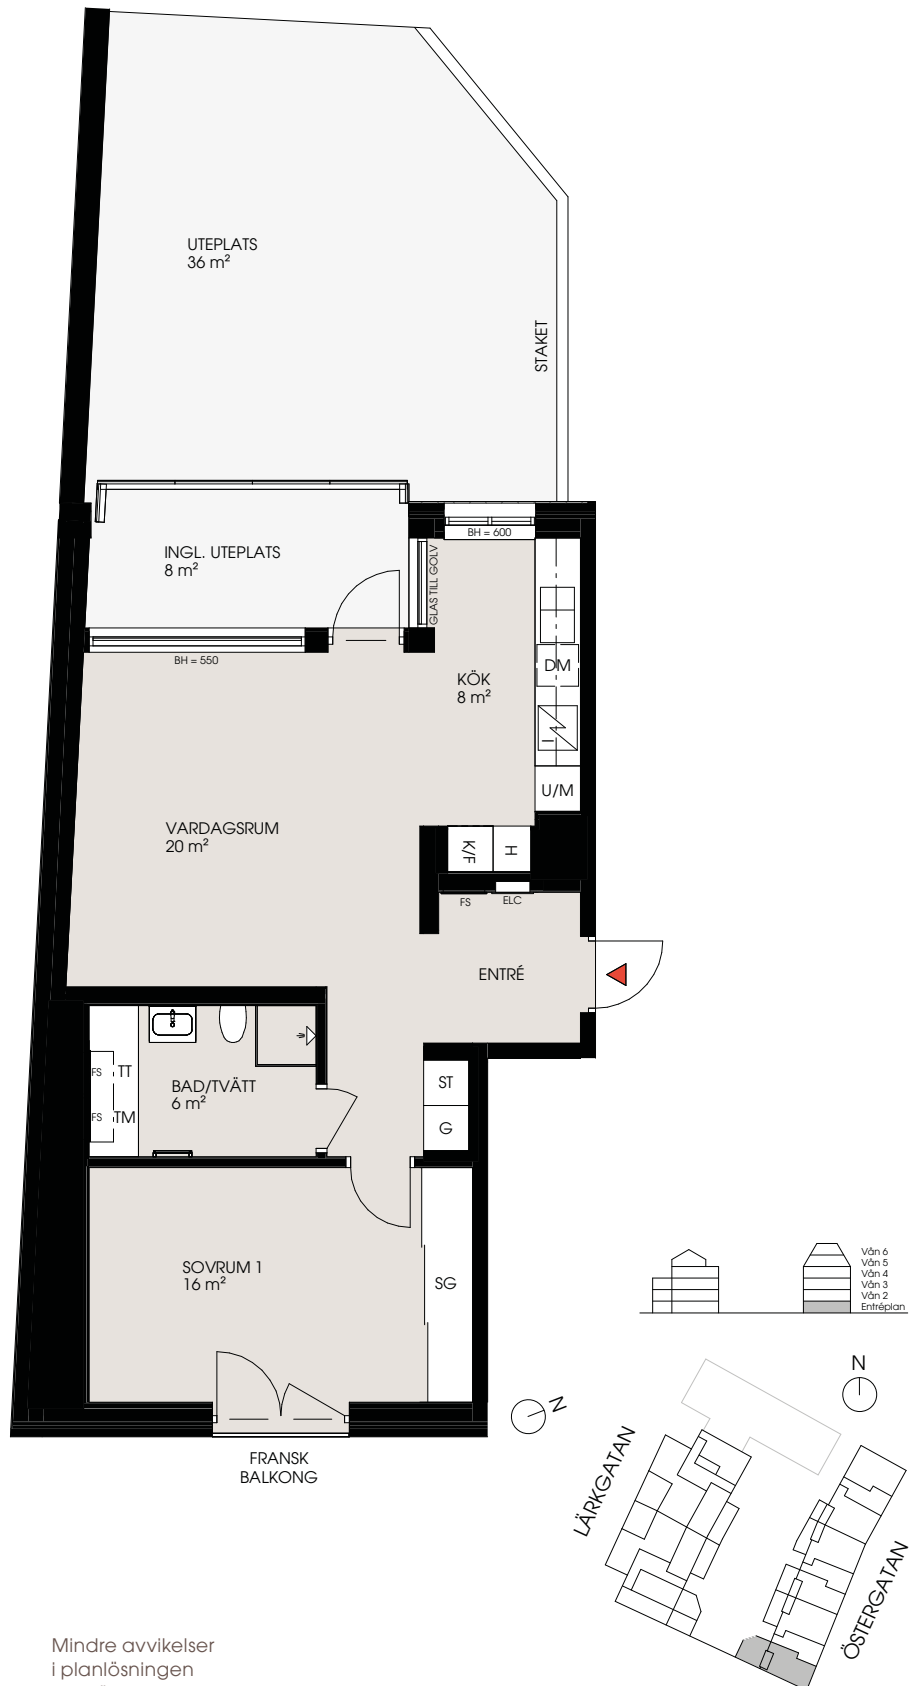 UTEPLATS
36 m²
STAKET
INGL. UTEPLATS
8 m²
GLAS TILL GOLV
BH = 600
BH = 550
DM
KÖK
8 m²
U/M
VARDAGSRUM
20 m²
K/F
H
FS
ELC
ENTRÉ
FS
TT
FS
TM
BAD/TVÄTT
6 m²
ST
G
SOVRUM 1
16 m²
SG
FRANSK
BALKONG
N
Vån 6
Vån 5
Vån 4
Vån 3
Vån 2
Entréplan
N
LÄRKGATAN
ÖSTERGATAN
Mindre avvikelser
i planlösningen